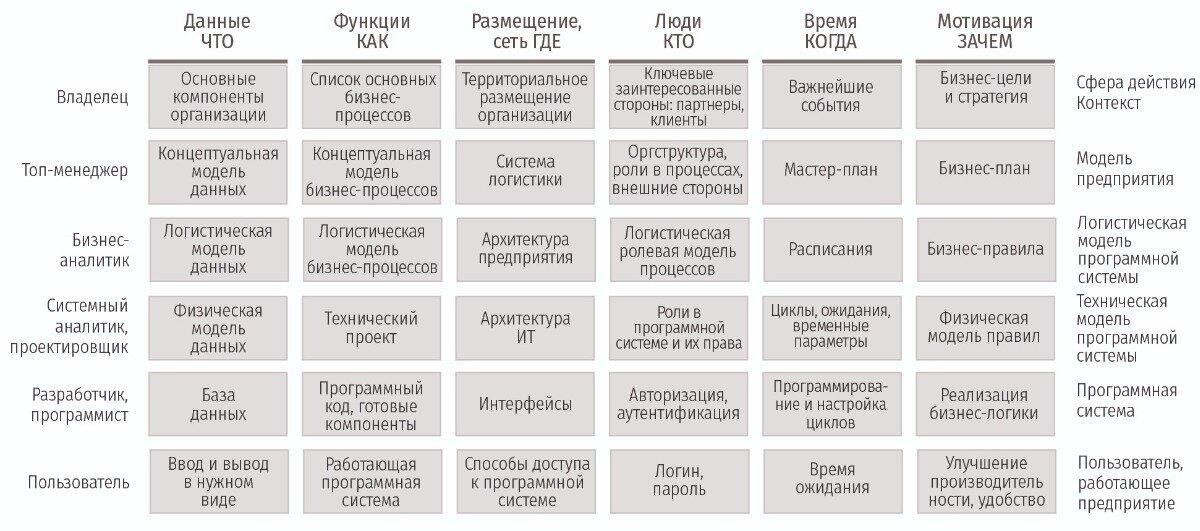 Данные
ЧТО
Функции
КАК
Размещение,
сеть ГДЕ
Люди
КТО
Время
КОГДА
Мотивация
ЗАЧЕМ
Владелец
Основные
компоненты
организации
Список основных
бизнес-
процессов
Территориальное
размещение
организации
Ключевые
заинтересованные
стороны: партнеры,
клиенты
Важнейшие
события
Бизнес-цели
и стратегия
Сфера действия
Контекст
Топ-менеджер
Концептуальная
модель
данных
Концептуальная
модель
бизнес-процессов
Система
логистики
Оргструктура,
роли в процессах,
внешние стороны
Мастер-план
Бизнес-план
Модель
предприятия
Бизнес-
аналитик
Логистическая
модель
данных
Логистическая
модель
бизнес-процессов
Архитектура
предприятия
Логистическая
ролевая модель
процессов
Расписания
Бизнес-правила
Логистическая
модель
программной
системы
Системный
аналитик,
проектировщик
Физическая
модель
данных
Технический
проект
Архитектура
ИТ
Роли в
программной
системе и их права
Циклы, ожидания,
временные
параметры
Физическая
модель правил
Техническая
модель
программной
системы
Разработчик,
программист
База
данных
Программный
код, готовые
компоненты
Интерфейсы
Авторизация,
аутентификация
Программирова-
ние и настройка
циклов
Реализация
бизнес-логики
Программная
система
Пользователь
Ввод и вывод
в нужном
виде
Работающая
программная
система
Способы доступа
к программной
системе
Логин,
пароль
Время
ожидания
Улучшение
производитель
ности, удобство
Пользователь,
работающее
предприятие